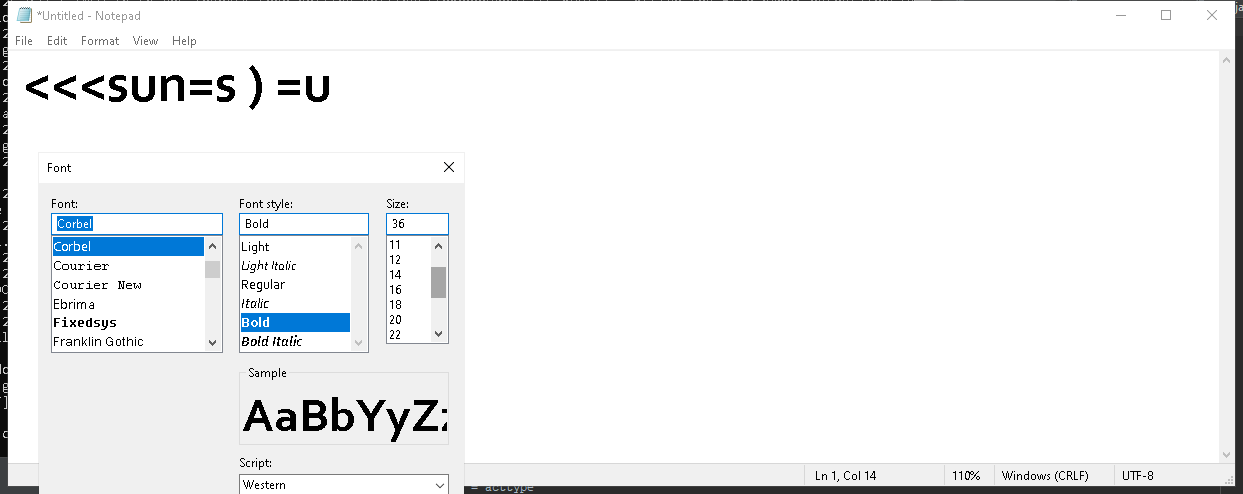 *Untitled - Notepad
File Edit Format View Help
<<<sun=s ) =u
Font
Font: Font style: Size:
Corbel Bold 36
Corbel Light 11
Courier Light Italic 12
Courier New Regular 14
Ebrima Italic 16
Fixedsys Bold 18
Franklin Gothic Bold Italic 20
22
Sample
AaBbYyZz
Script:
Western
Ln 1, Col 14 110% Windows (CRLF) UTF-8
= acctype